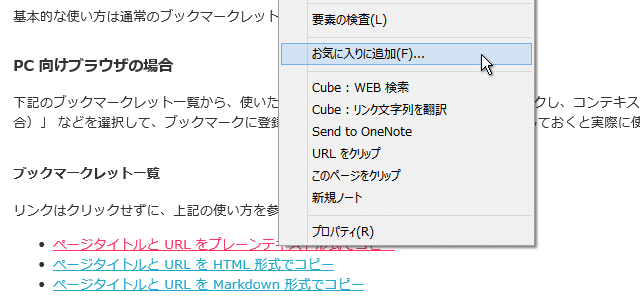 基本的な使い方は通常のブックマークレット
要素の検査(L)
お気に入りに追加(F)...
PC 向けブラウザの場合
下記のブックマークレット一覧から、使いた
クし、コンテキス
合）」 などを選択して、ブックマークに登録
ておくと実際に使
Cube : WEB 検索
Cube : リンク文字列を翻訳
Send to OneNote
URL をクリップ
このページをクリップ
新規ノート
プロパティ(R)
ブックマークレット一覧
リンクはクリックせずに、上記の使い方を参
ページタイトルと URL をプレーンテキスト形式でコピー
ページタイトルと URL を HTML 形式でコピー
ページタイトルと URL を Markdown 形式でコピー